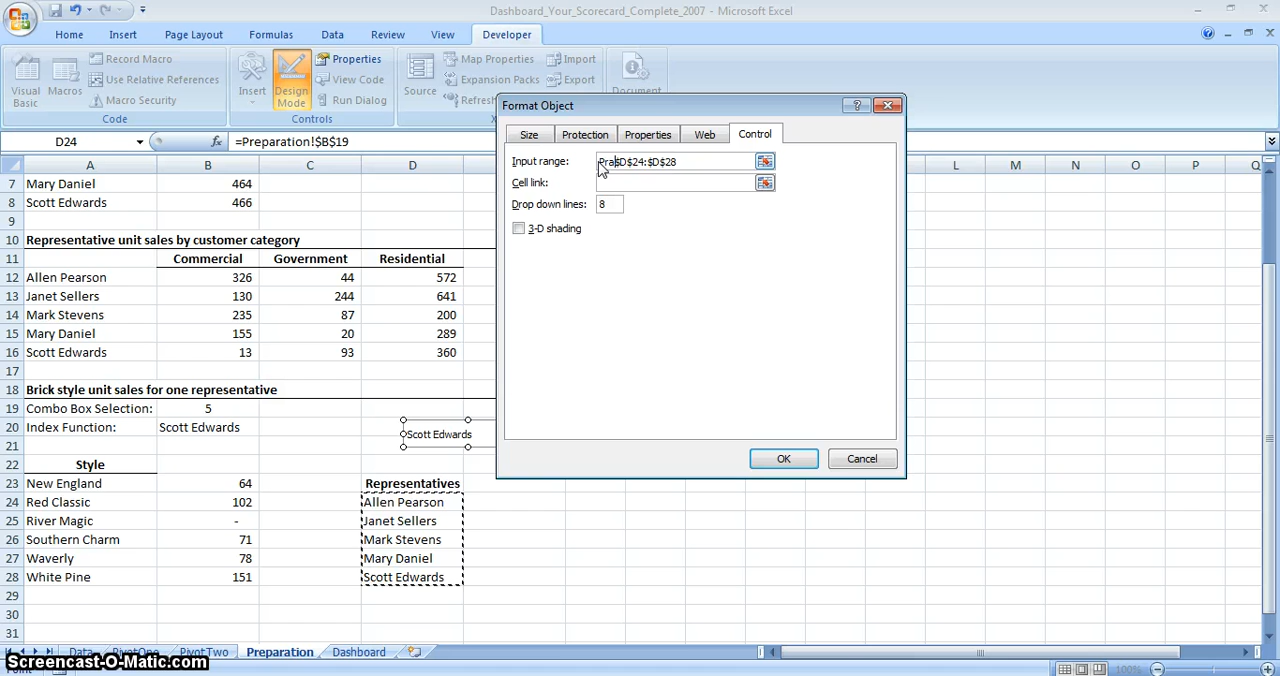 Dashboard_Your_Scorecard_Complete_2007 - Microsoft Excel
Home Insert Page Layout Formulas Data Review View Developer
Visual Basic
Macros
Record Macro
Use Relative References
Macro Security
Code
Insert
Design Mode
Properties
View Code
Run Dialog
Controls
Source
Map Properties
Expansion Packs
Refresh
Import
Export
Document
D24 fx =Preparation!$B$19
A B C D L M N O P Q
7 Mary Daniel 464
8 Scott Edwards 466
9
10 Representative unit sales by customer category
11 Commercial Government Residential
12 Allen Pearson 326 44 572
13 Janet Sellers 130 244 641
14 Mark Stevens 235 87 200
15 Mary Daniel 155 20 289
16 Scott Edwards 13 93 360
17
18 Brick style unit sales for one representative
19 Combo Box Selection: 5
20 Index Function: Scott Edwards
Scott Edwards
21
22 Style
23 New England 64 Representatives
24 Red Classic 102 Allen Pearson
25 River Magic - Janet Sellers
26 Southern Charm 71 Mark Stevens
27 Waverly 78 Mary Daniel
28 White Pine 151 Scott Edwards
29
30
31
Format Object
Size Protection Properties Web Control
Input range: Pra$D$24:$D$28
Cell link:
Drop down lines: 8
3-D shading
OK Cancel
Data PivotOne PivotTwo Preparation Dashboard
Screencast-O-Matic.com
100%